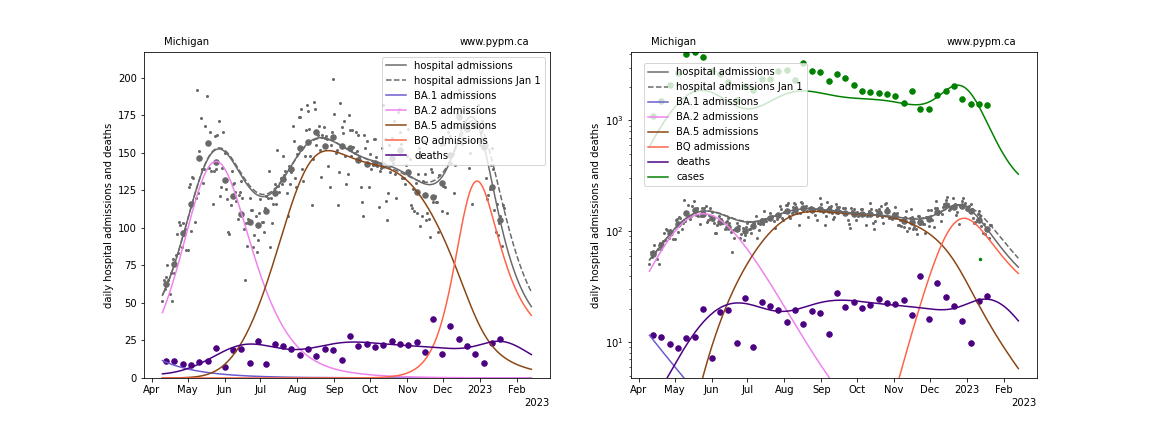 Michigan
www.pypm.ca
daily hospital admissions and deaths
200
175
150
125
100
75
50
25
0
hospital admissions
hospital admissions Jan 1
BA.1 admissions
BA.2 admissions
BA.5 admissions
BQ admissions
deaths
Apr May Jun Jul Aug Sep Oct Nov Dec 2023 Feb
2023
Michigan
www.pypm.ca
daily hospital admissions and deaths
10³
10²
10¹
hospital admissions
hospital admissions Jan 1
BA.1 admissions
BA.2 admissions
BA.5 admissions
BQ admissions
deaths
cases
Apr May Jun Jul Aug Sep Oct Nov Dec 2023 Feb
2023